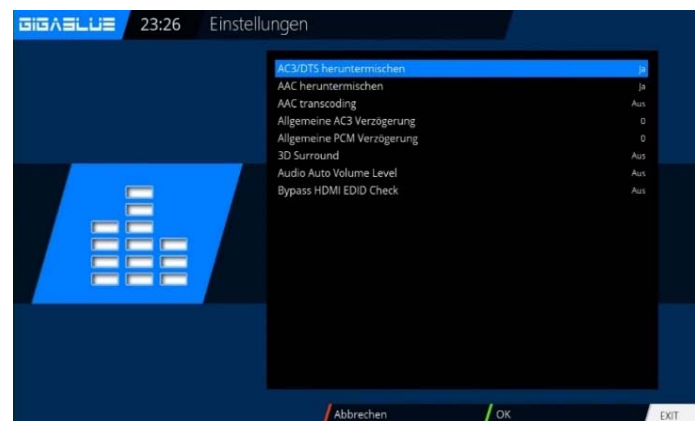 GIGABLUE 23:26 Einstellungen
AC3/DTS heruntermischen Ja
AAC heruntermischen Ja
AAC transcoding Aus
Allgemeine AC3 Verzögerung 0
Allgemeine PCM Verzögerung 0
3D Surround Aus
Audio Auto Volume Level Aus
Bypass HDMI EDID Check Aus
Abbrechen OK EXIT